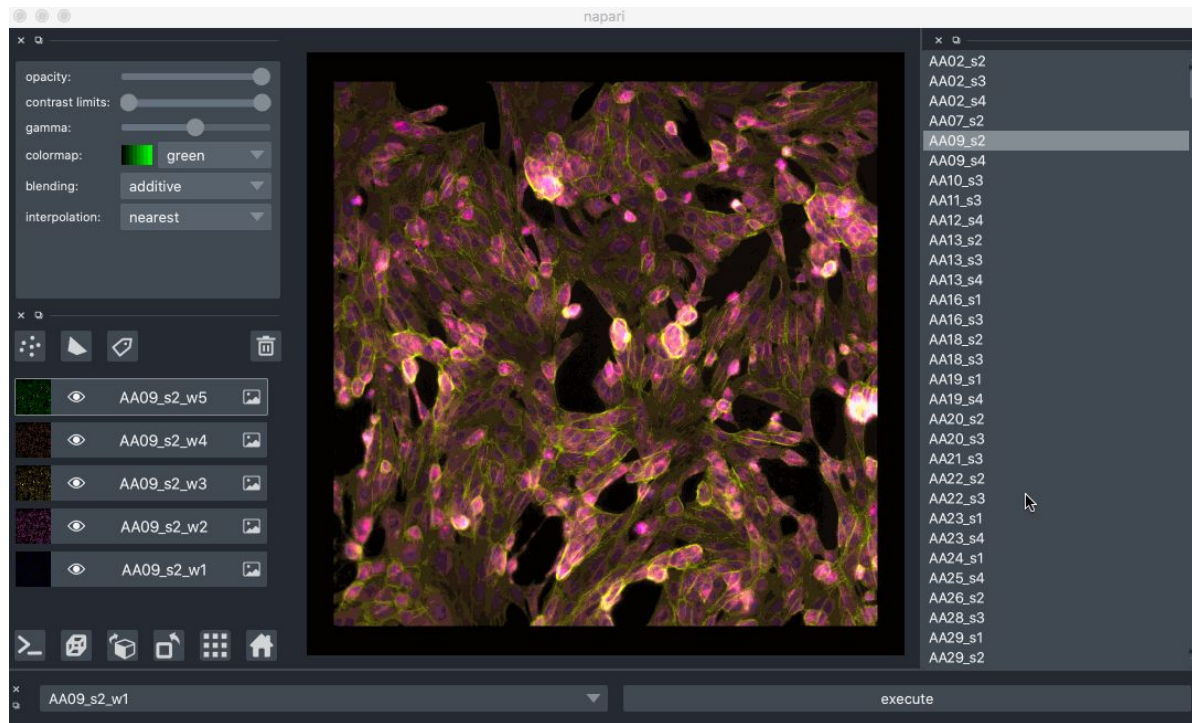 napari
opacity:
contrast limits:
gamma:
colormap: green
blending: additive
interpolation: nearest
AA09_s2_w5
AA09_s2_w4
AA09_s2_w3
AA09_s2_w2
AA09_s2_w1
AA09_s2_w1
execute
AA02_s2
AA02_s3
AA02_s4
AA07_s2
AA09_s2
AA09_s4
AA10_s3
AA11_s3
AA12_s4
AA13_s2
AA13_s3
AA13_s4
AA16_s1
AA16_s3
AA18_s2
AA18_s3
AA19_s1
AA19_s4
AA20_s2
AA20_s3
AA21_s3
AA22_s2
AA22_s3
AA23_s1
AA23_s4
AA24_s1
AA25_s4
AA26_s2
AA28_s3
AA29_s1
AA29_s2